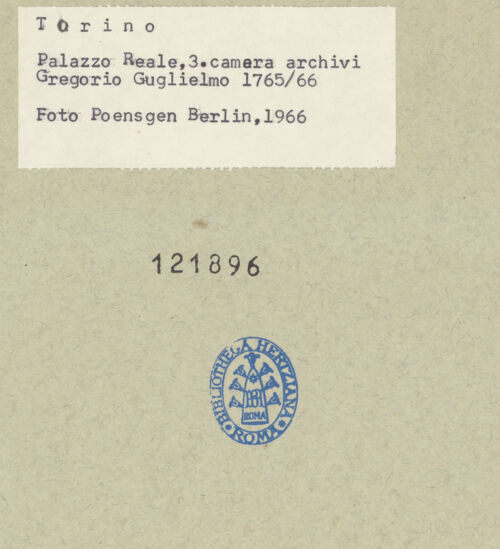 Torino
Palazzo Reale,3.camera archivi
Gregorio Guglielmo 1765/66
Foto Poensgen Berlin,1966
121896
BIBLIOTHECA HERTZIANA
BH
ROMA
* ROMA *